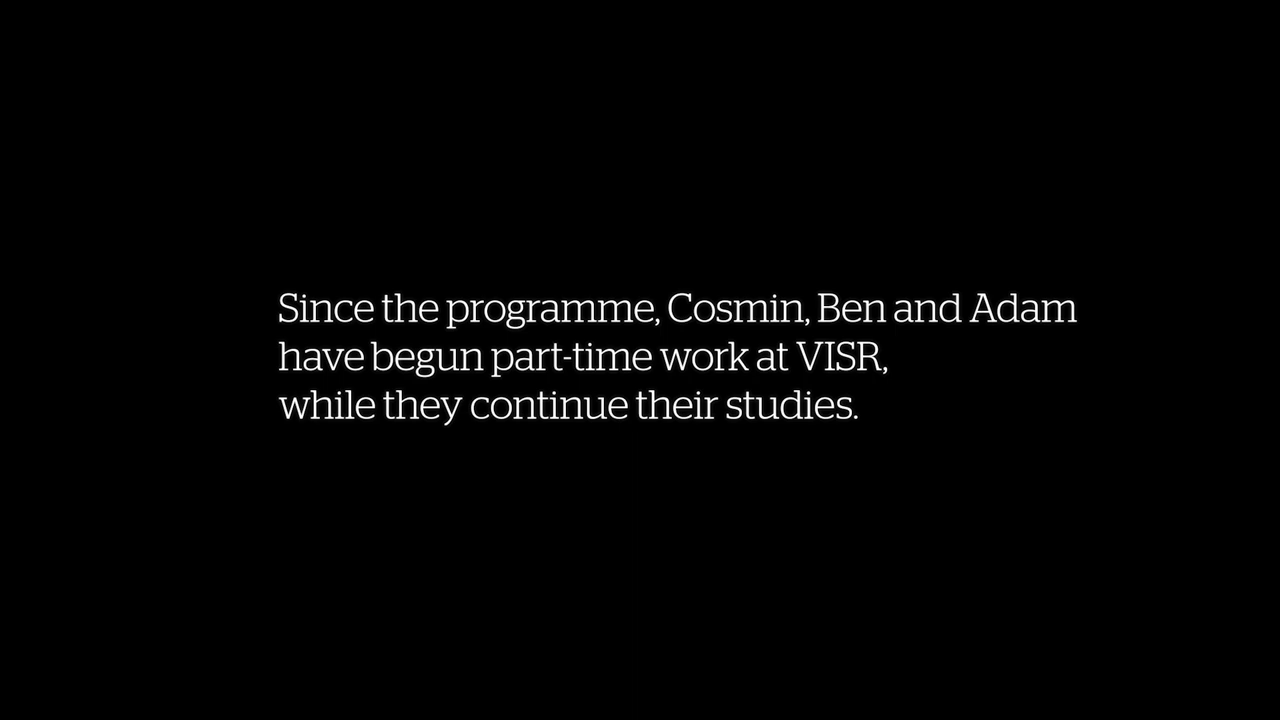 Since the programme, Cosmin, Ben and Adam
have begun part-time work at VISR,
while they continue their studies.